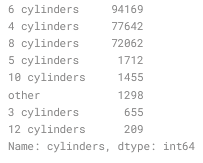 6 cylinders 94169
4 cylinders 77642
8 cylinders 72062
5 cylinders 1712
10 cylinders 1455
other 1298
3 cylinders 655
12 cylinders 209
Name: cylinders, dtype: int64